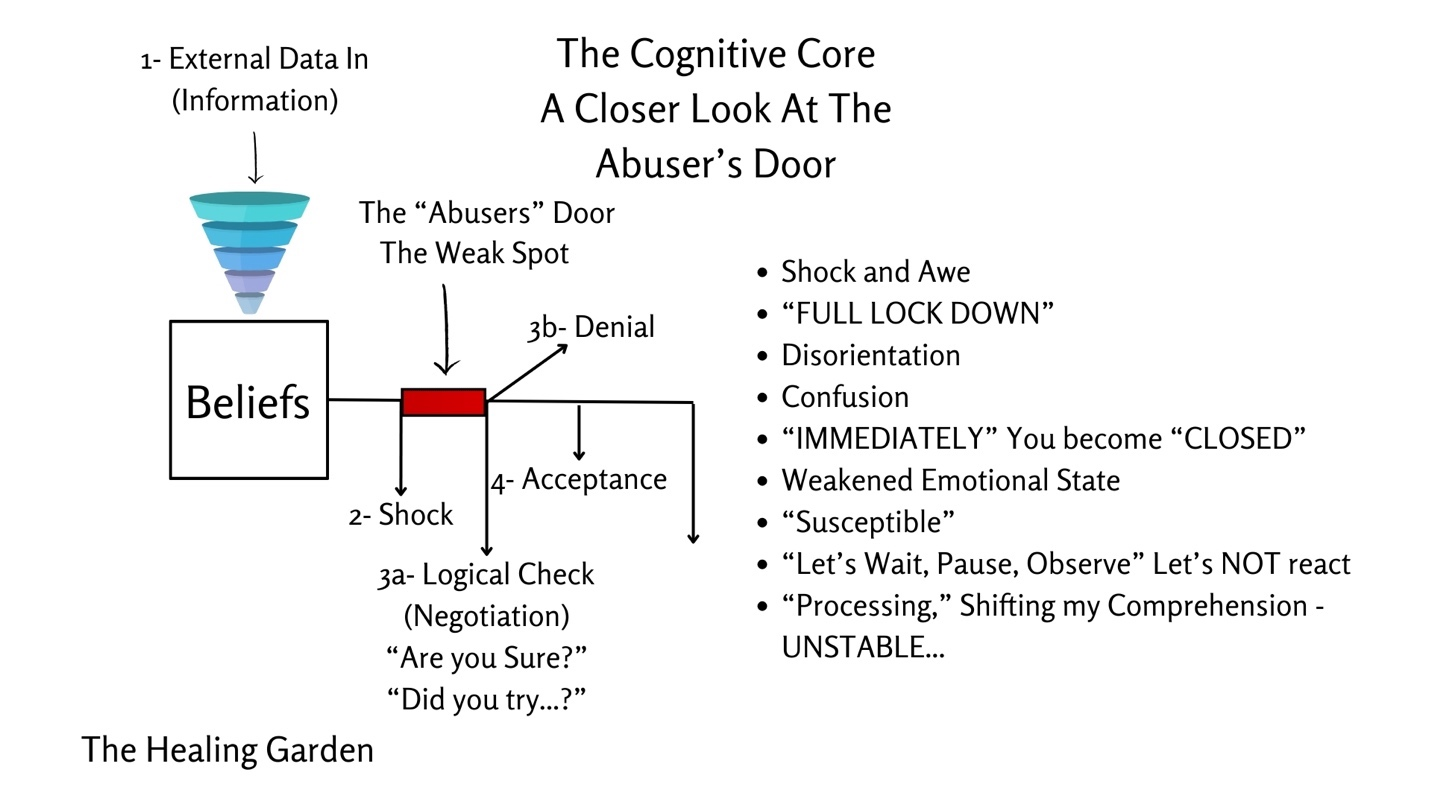 1- External Data In
(Information)
The Cognitive Core
A Closer Look At The
Abuser's Door
The "Abusers" Door
The Weak Spot
Beliefs
3b- Denial
4- Acceptance
2- Shock
3a- Logical Check
(Negotiation)
"Are you Sure?"
"Did you try...?"
• Shock and Awe
• "FULL LOCK DOWN"
• Disorientation
• Confusion
• "IMMEDIATELY" You become "CLOSED"
• Weakened Emotional State
• "Susceptible"
• "Let's Wait, Pause, Observe" Let's NOT react
• "Processing," Shifting my Comprehension -
UNSTABLE...
The Healing Garden